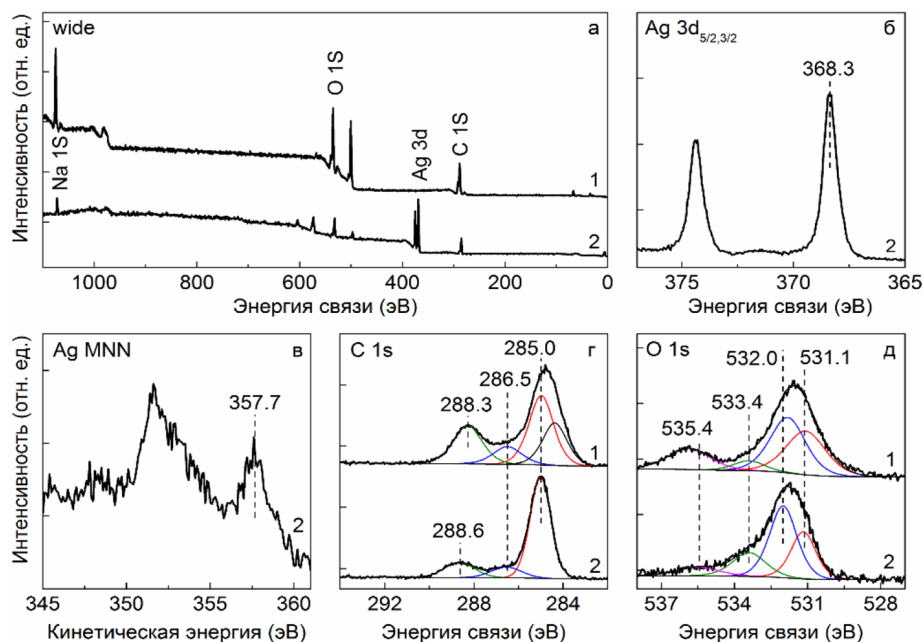 wide
а
Интенсивность (отн. ед.)
Na 1S
O 1S
Ag 3d
C 1S
1
2
1000 800 600 400 200 0
Энергия связи (эВ)
Ag 3d5/2,3/2
б
368.3
2
375 370 365
Энергия связи (эВ)
Ag MNN
в
Интенсивность (отн. ед.)
357.7
2
345 350 355 360
Кинетическая энергия (эВ)
C 1s
г
285.0
286.5
288.3
1
288.6
2
292 288 284
Энергия связи (эВ)
O 1s
д
532.0
531.1
533.4
535.4
1
2
537 534 531 528
Энергия связи (эВ)